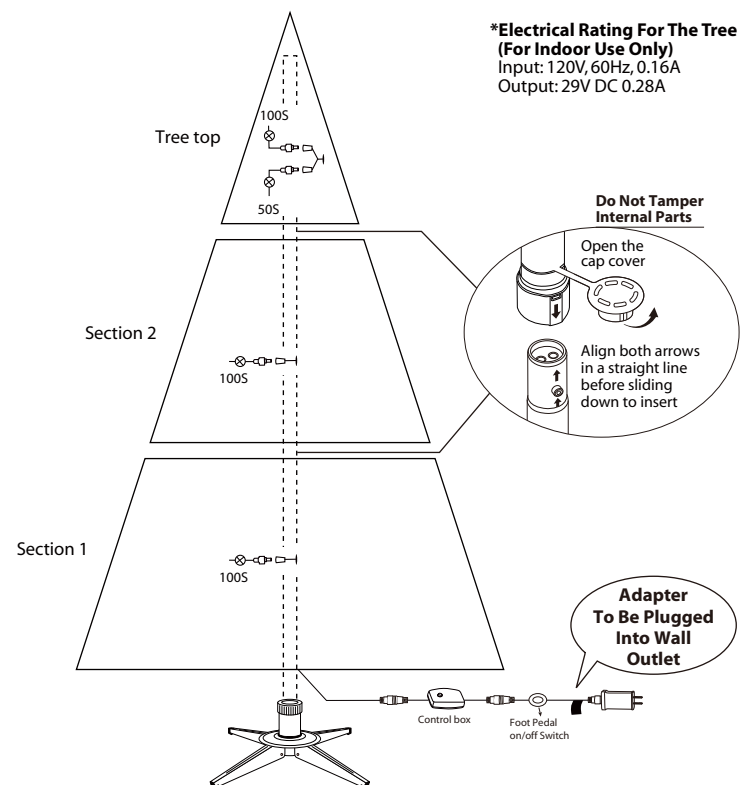 *Electrical Rating For The Tree
(For Indoor Use Only)
Input: 120V, 60Hz, 0.16A
Output: 29V DC 0.28A
100S
Tree top
50S
Do Not Tamper
Internal Parts
Open the
cap cover
Section 2
100S
Align both arrows
in a straight line
before sliding
down to insert
Section 1
100S
Adapter
To Be Plugged
Into Wall
Outlet
Control box
Foot Pedal
on/off Switch